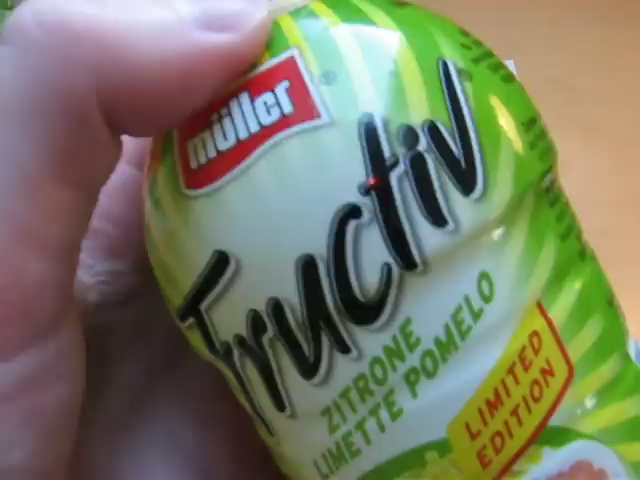 müller
Fructiv
ZITRONE
LIMETTE POMELO
LIMITED
EDITION